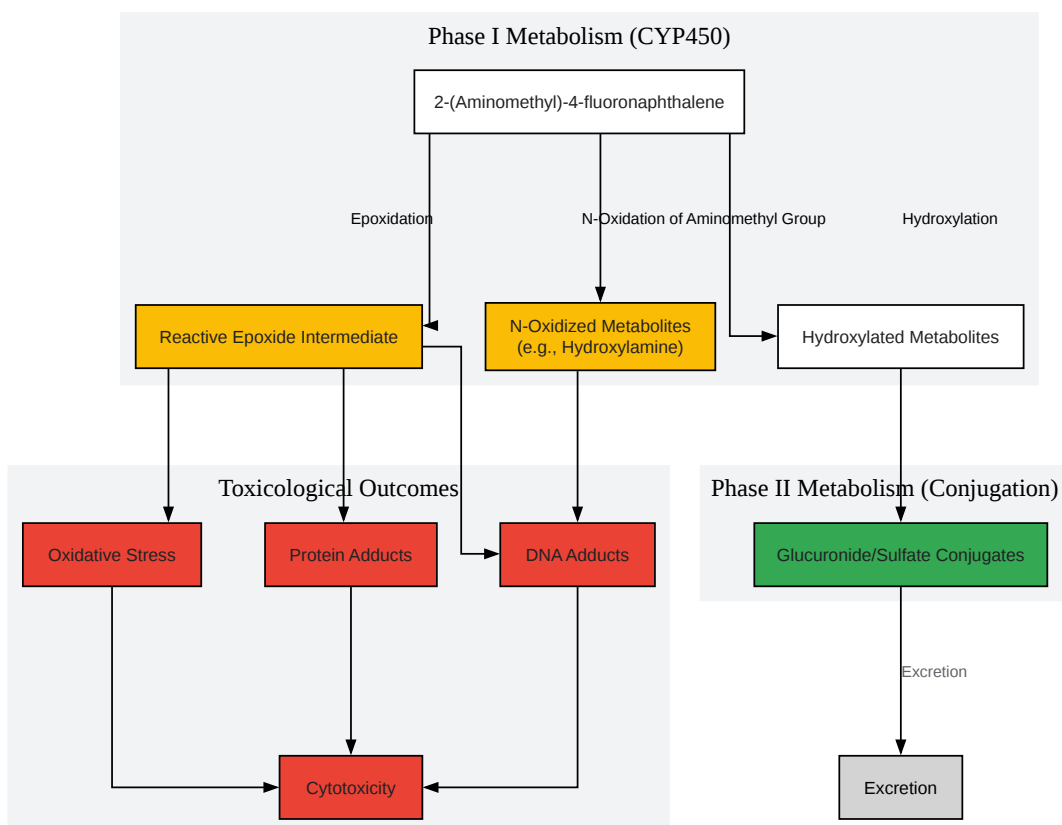 Phase I Metabolism (CYP450)
2-(Aminomethyl)-4-fluoronaphthalene
Epoxidation
N-Oxidation of Aminomethyl Group
Hydroxylation
Reactive Epoxide Intermediate
N-Oxidized Metabolites
(e.g., Hydroxylamine)
Hydroxylated Metabolites
Toxicological Outcomes
Phase II Metabolism (Conjugation)
Oxidative Stress
Protein Adducts
DNA Adducts
Glucuronide/Sulfate Conjugates
Excretion
Cytotoxicity
Excretion